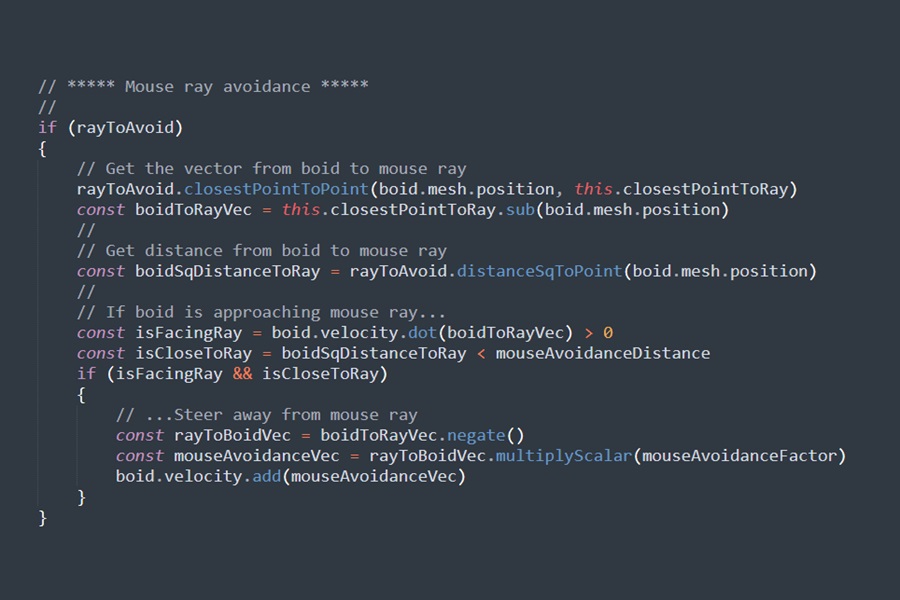 // ***** Mouse ray avoidance *****
//
if (rayToAvoid)
{
    // Get the vector from boid to mouse ray
    rayToAvoid.closestPointToPoint(boid.mesh.position, this.closestPointToRay)
    const boidToRayVec = this.closestPointToRay.sub(boid.mesh.position)
    //
    // Get distance from boid to mouse ray
    const boidSqDistanceToRay = rayToAvoid.distanceSqToPoint(boid.mesh.position)
    //
    // If boid is approaching mouse ray...
    const isFacingRay = boid.velocity.dot(boidToRayVec) > 0
    const isCloseToRay = boidSqDistanceToRay < mouseAvoidanceDistance
    if (isFacingRay && isCloseToRay)
    {
        // ...Steer away from mouse ray
        const rayToBoidVec = boidToRayVec.negate()
        const mouseAvoidanceVec = rayToBoidVec.multiplyScalar(mouseAvoidanceFactor)
        boid.velocity.add(mouseAvoidanceVec)
    }
}